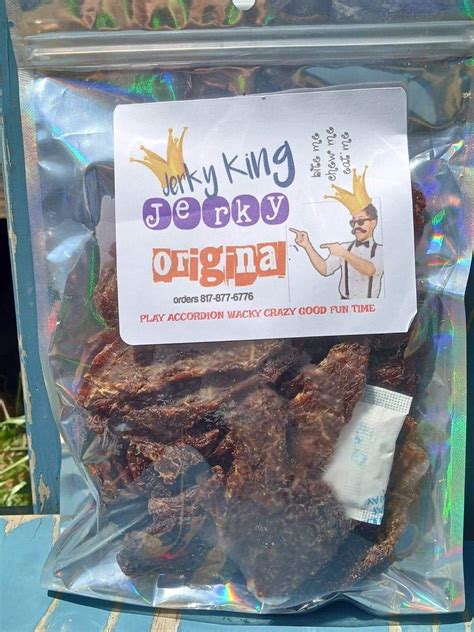 Jerky King
Jerky
Origina
bite me
chew me
eat me
orders 817-877-6776
PLAY ACCORDION WACKY CRAZY GOOD FUN TIME